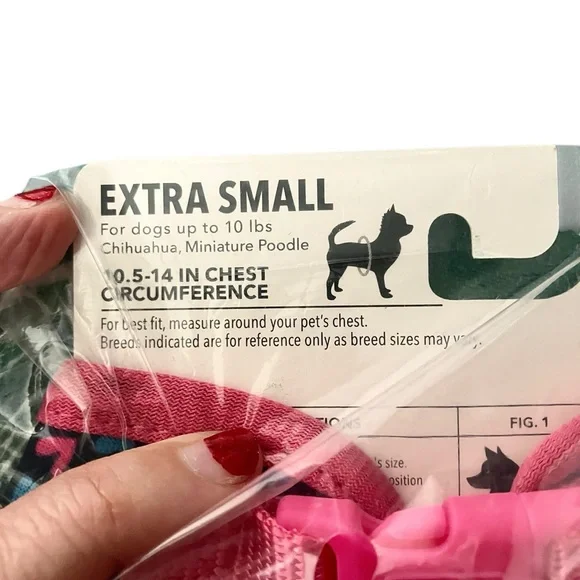 EXTRA SMALL
For dogs up to 10 lbs
Chihuahua, Miniature Poodle
10.5-14 IN CHEST
CIRCUMFERENCE
For best fit, measure around your pet's chest.
Breeds indicated are for reference only as breed sizes may vary.
FIG. 1
size.